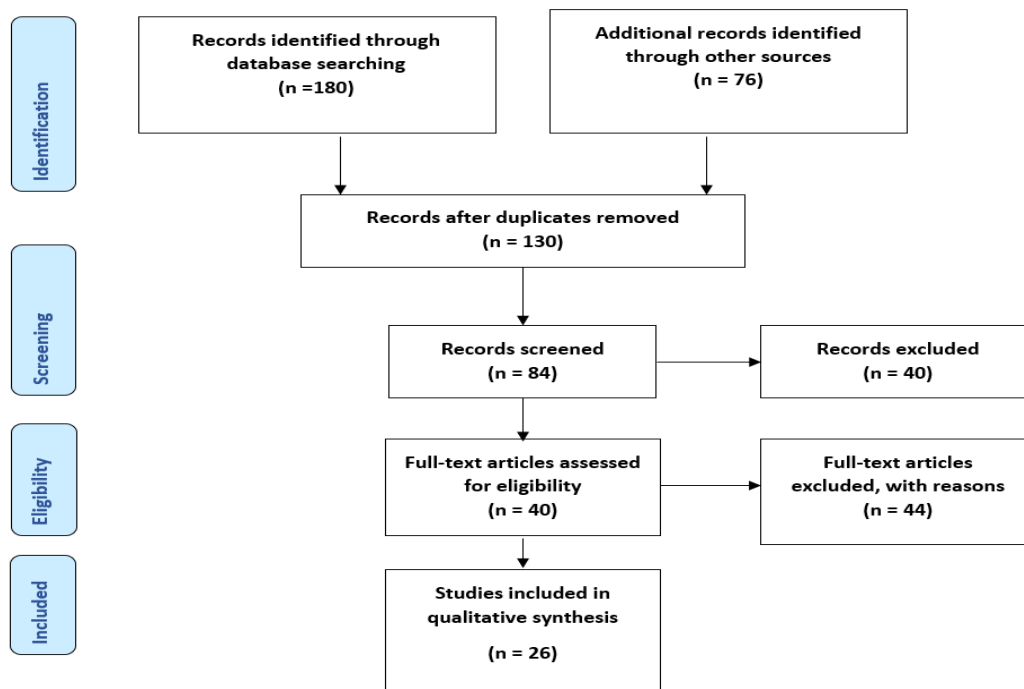 Identification
Records identified through
database searching
(n =180)
Additional records identified
through other sources
(n = 76)
Records after duplicates removed
(n = 130)
Screening
Records screened
(n = 84)
Records excluded
(n = 40)
Eligibility
Full-text articles assessed
for eligibility
(n = 40)
Full-text articles
excluded, with reasons
(n = 44)
Included
Studies included in
qualitative synthesis
(n = 26)